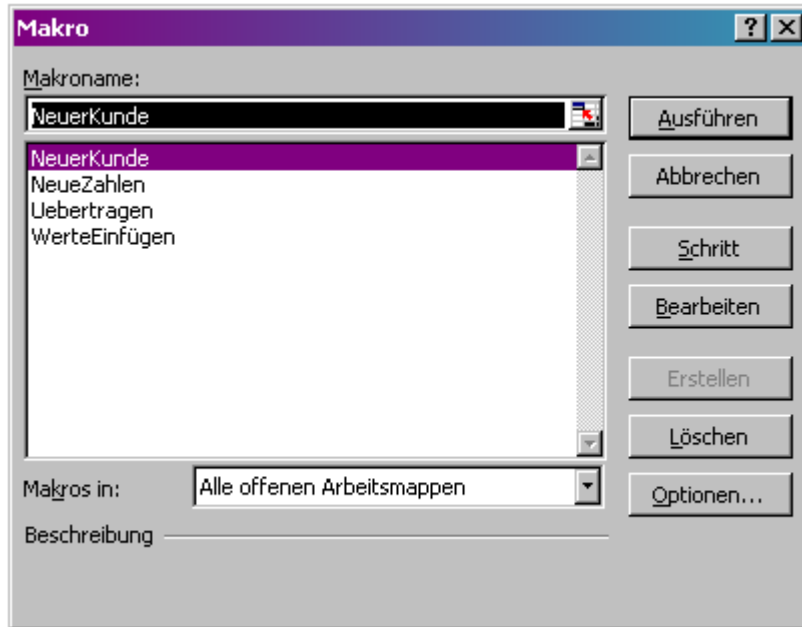 Makro
Makroname:
NeuerKunde
Ausführen
NeuerKunde
NeueZahlen
Uebertragen
WerteEinfügen
Abbrechen
Schritt
Bearbeiten
Erstellen
Löschen
Makros in:
Alle offenen Arbeitsmappen
Optionen...
Beschreibung